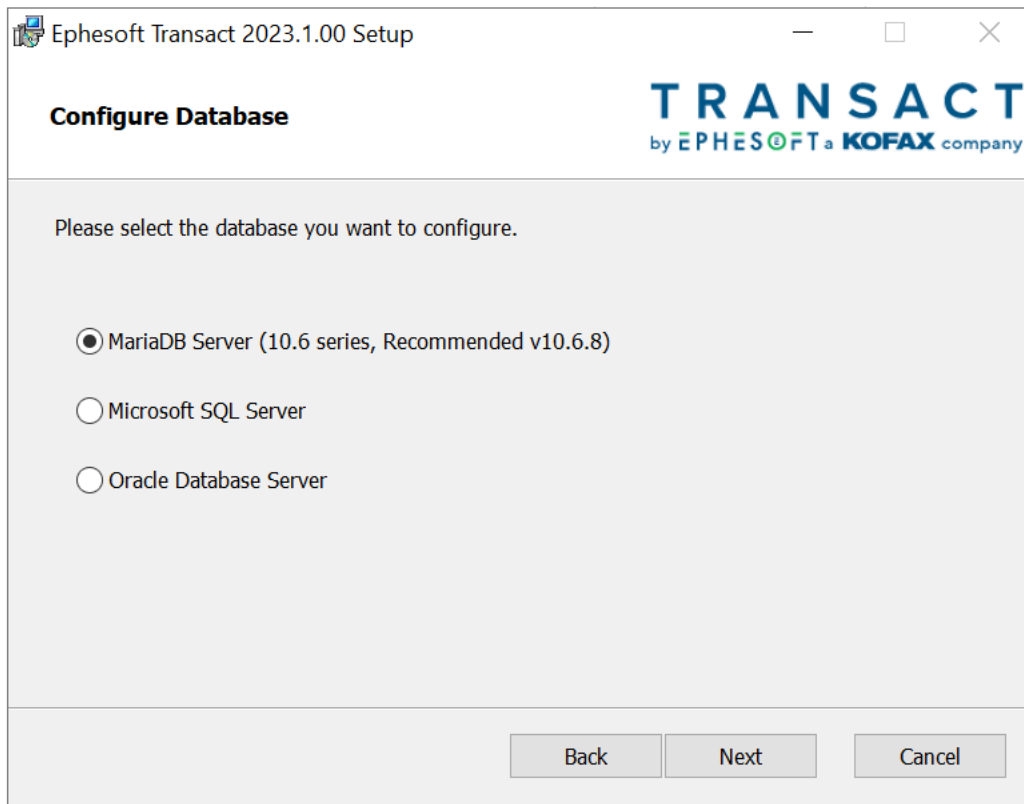 Ephesoft Transact 2023.1.00 Setup
Configure Database
TRANSACT
by EPHESOFT a KOFAX company
Please select the database you want to configure.
MariaDB Server (10.6 series, Recommended v10.6.8)
Microsoft SQL Server
Oracle Database Server
Back Next Cancel